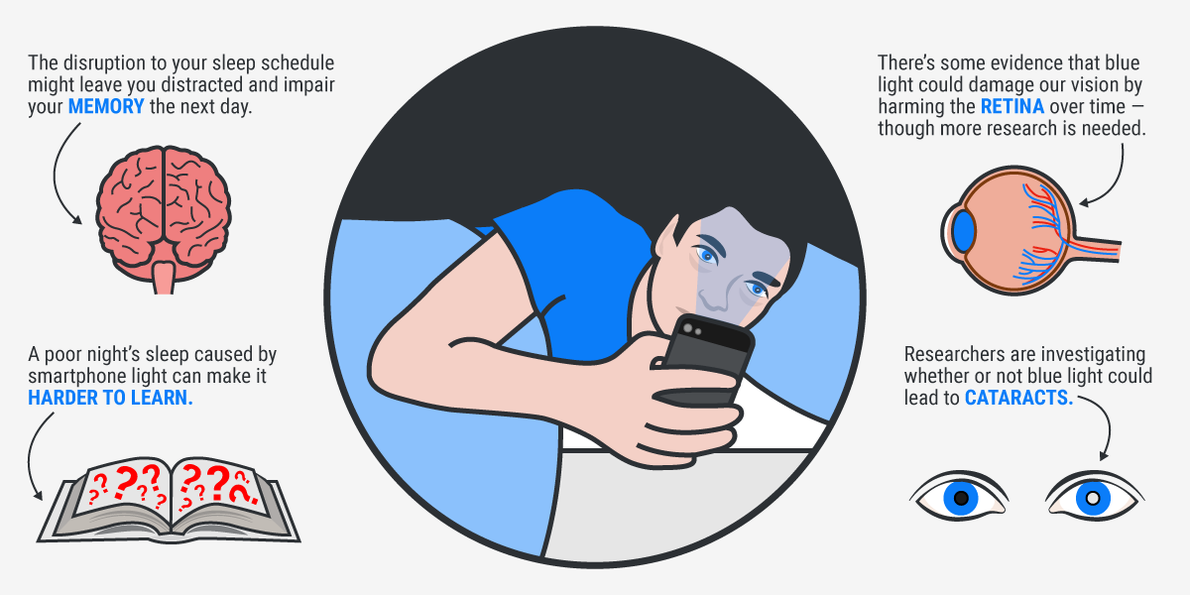 The disruption to your sleep schedule
might leave you distracted and impair
your MEMORY the next day.
There's some evidence that blue
light could damage our vision by
harming the RETINA over time —
though more research is needed.
A poor night's sleep caused by
smartphone light can make it
HARDER TO LEARN.
? ? ? ? ? ? ? ? ? ? ? ?
Researchers are investigating
whether or not blue light could
lead to CATARACTS.